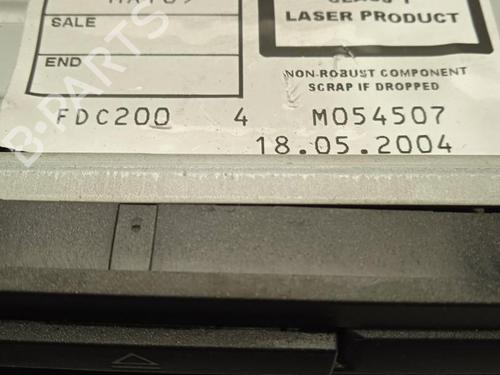 SALE
LASER PRODUCT
END
NON-ROBUST COMPONENT
SCRAP IF DROPPED
FDC200 4 M054507
18.05.2004
B-PARTS